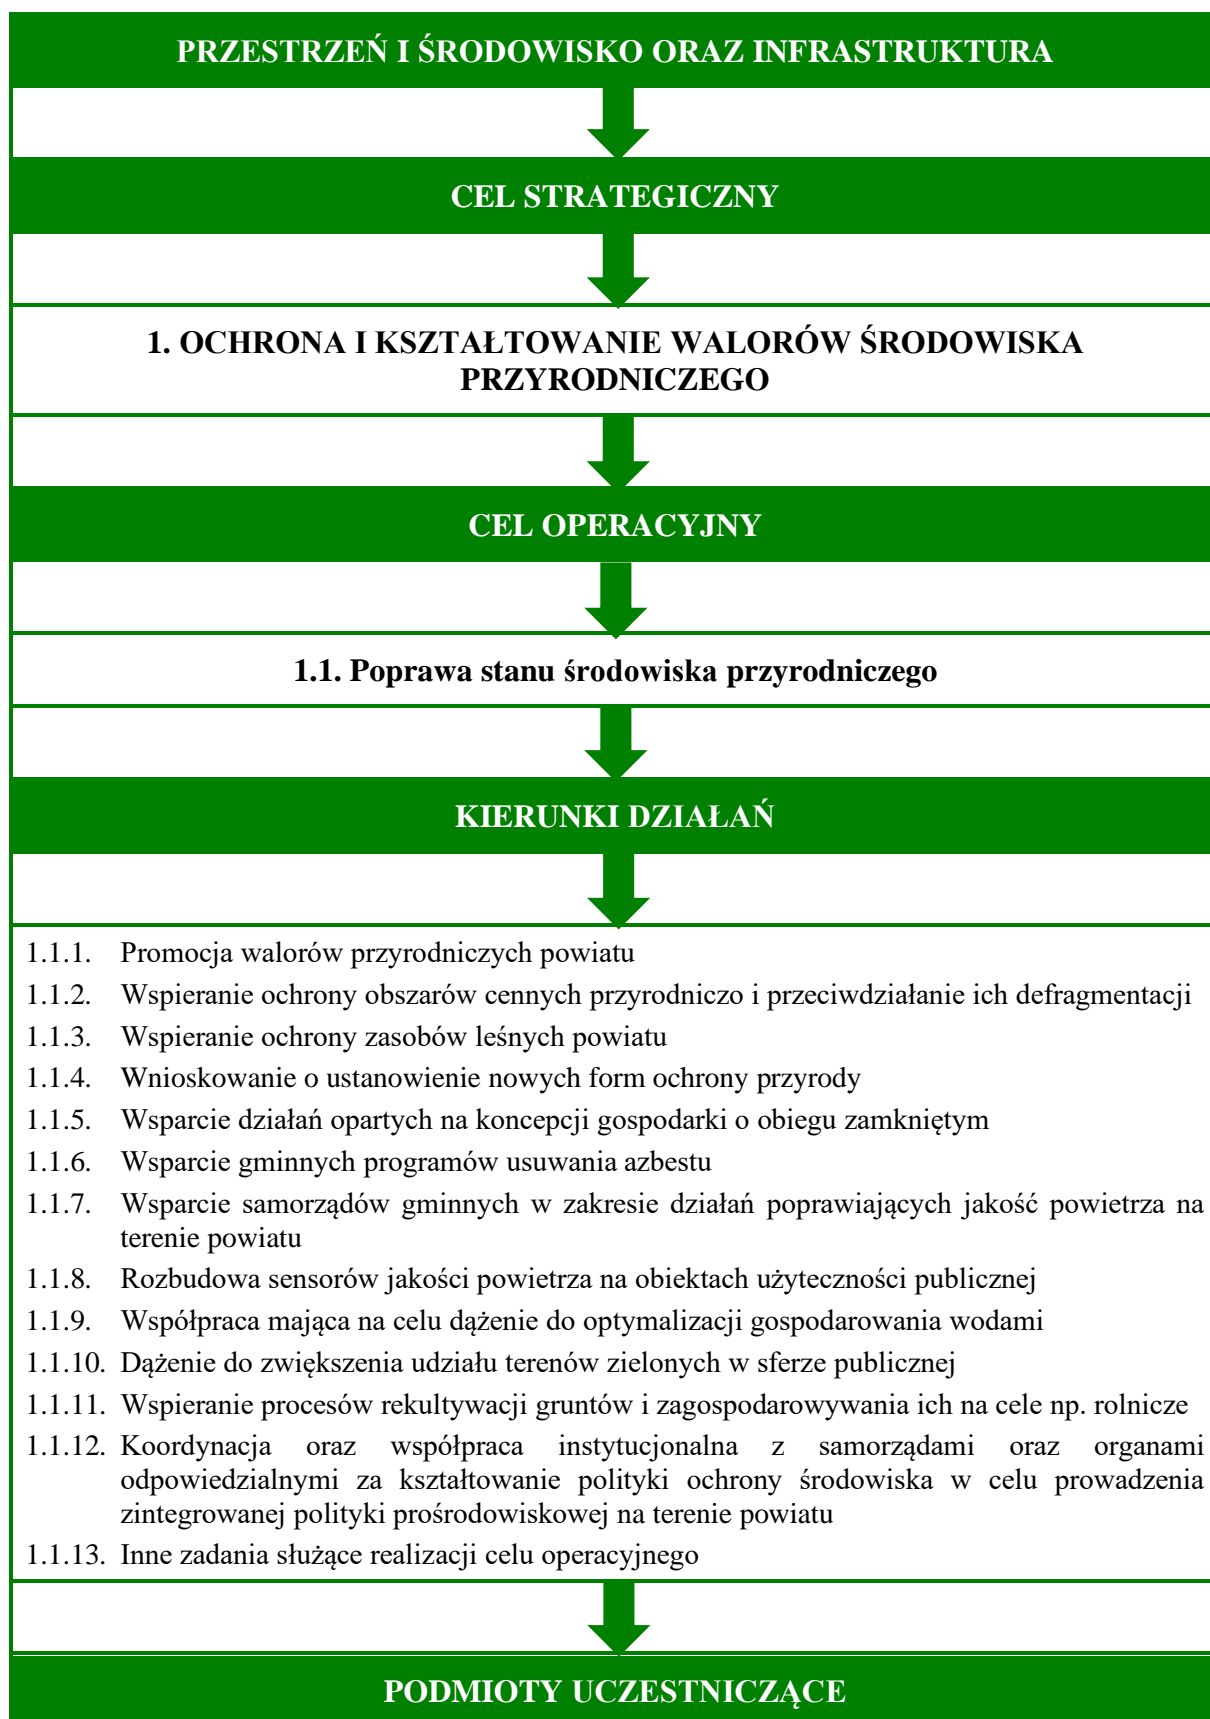 PRZESTRZEŃ I ŚRODOWISKO ORAZ INFRASTRUKTURA
CEL STRATEGICZNY
1. OCHRONA I KSZTAŁTOWANIE WALORÓW ŚRODOWISKA
PRZYRODNICZEGO
CEL OPERACYJNY
1.1. Poprawa stanu środowiska przyrodniczego
KIERUNKI DZIAŁAŃ
1.1.1. Promocja walorów przyrodniczych powiatu
1.1.2. Wspieranie ochrony obszarów cennych przyrodniczo i przeciwdziałanie ich defragmentacji
1.1.3. Wspieranie ochrony zasobów leśnych powiatu
1.1.4. Wnioskowanie o ustanowienie nowych form ochrony przyrody
1.1.5. Wsparcie działań opartych na koncepcji gospodarki o obiegu zamkniętym
1.1.6. Wsparcie gminnych programów usuwania azbestu
1.1.7. Wsparcie samorządów gminnych w zakresie działań poprawiających jakość powietrza na
terenie powiatu
1.1.8. Rozbudowa sensorów jakości powietrza na obiektach użyteczności publicznej
1.1.9. Współpraca mająca na celu dążenie do optymalizacji gospodarowania wodami
1.1.10. Dążenie do zwiększenia udziału terenów zielonych w sferze publicznej
1.1.11. Wspieranie procesów rekultywacji gruntów i zagospodarowywania ich na cele np. rolnicze
1.1.12. Koordynacja oraz współpraca instytucjonalna z samorządami oraz organami
odpowiedzialnymi za kształtowanie polityki ochrony środowiska w celu prowadzenia
zintegrowanej polityki prośrodowiskowej na terenie powiatu
1.1.13. Inne zadania służące realizacji celu operacyjnego
PODMIOTY UCZESTNICZĄCE